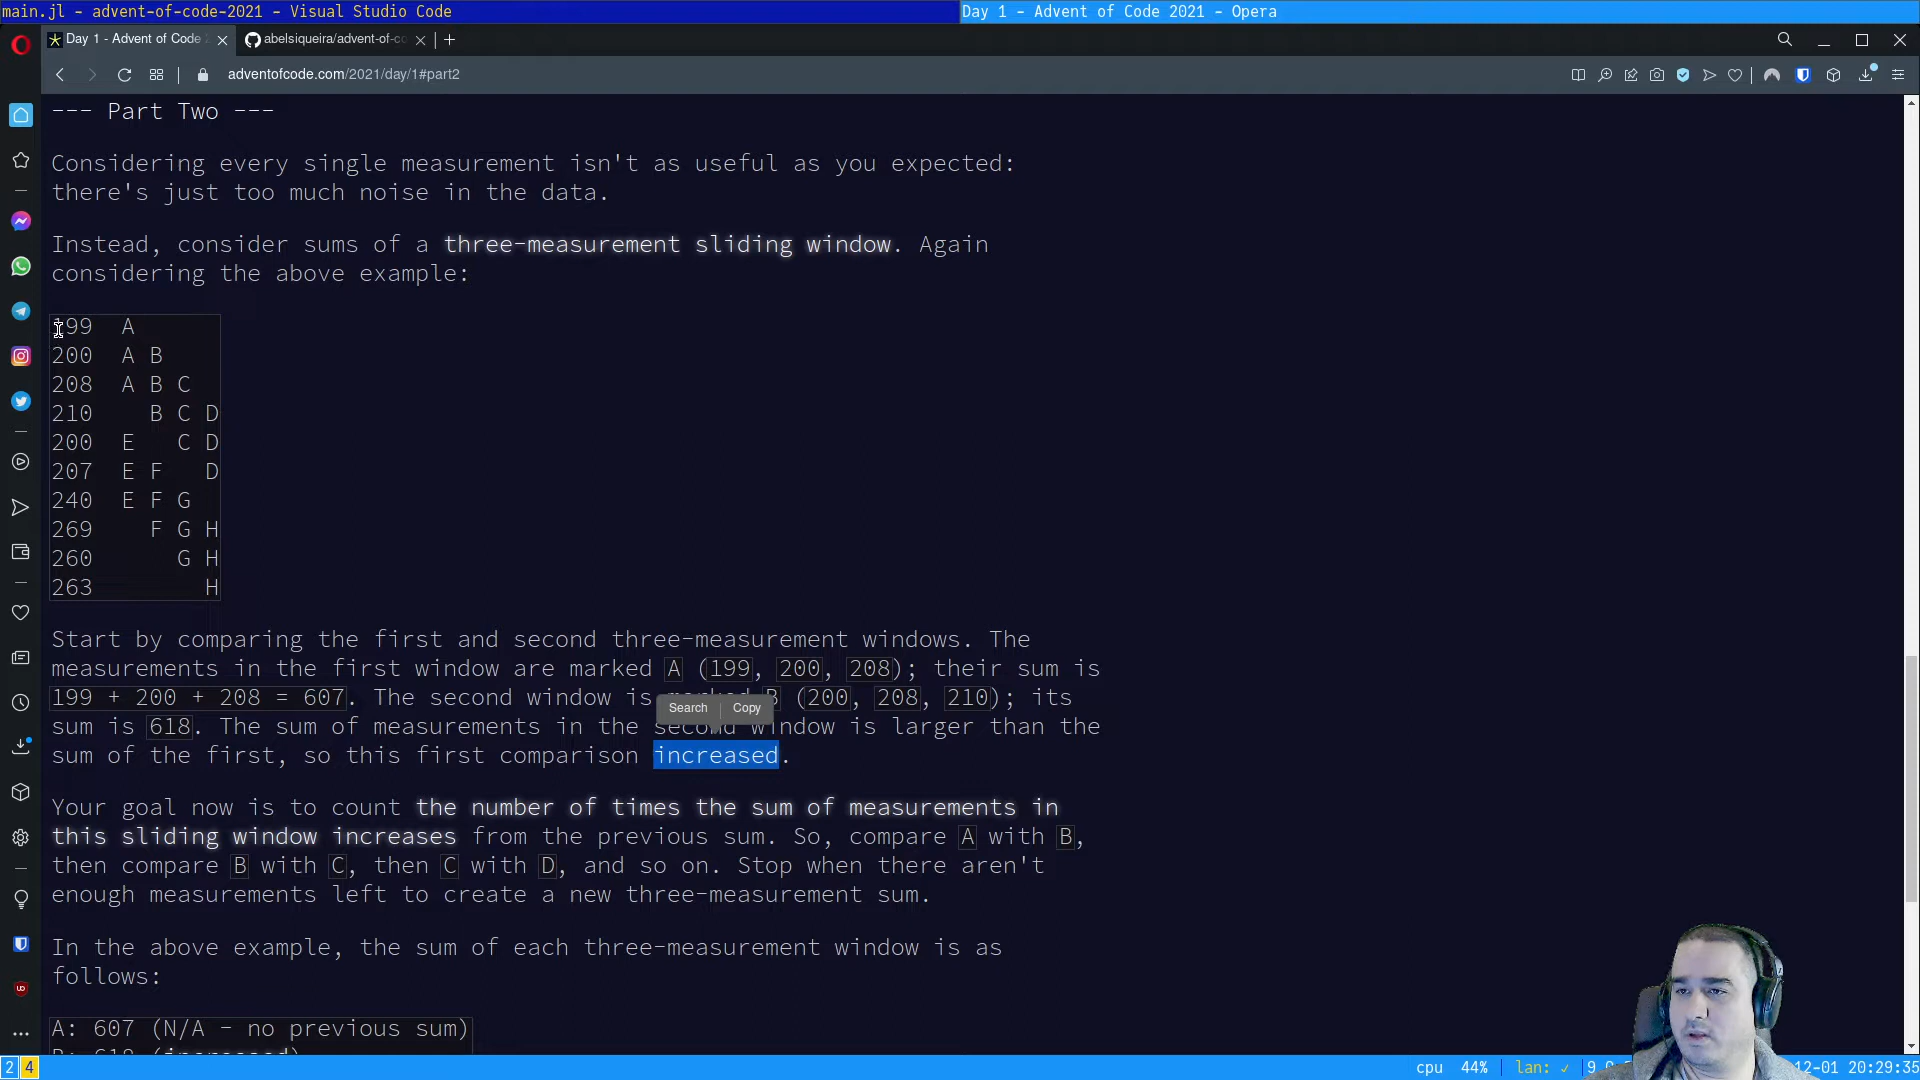 main.jl - advent-of-code-2021 - Visual Studio Code
Day 1 - Advent of Code 2021 - Opera
Day 1 - Advent of Code
abelsiqueira/advent-of-co
adventofcode.com/2021/day/1#part2
--- Part Two ---
Considering every single measurement isn't as useful as you expected:
there's just too much noise in the data.
Instead, consider sums of a three-measurement sliding window. Again
considering the above example:
199 A
200 A B
208 A B C
210 B C D
200 E C D
207 E F D
240 E F G
269 F G H
260 G H
263 H
Start by comparing the first and second three-measurement windows. The
measurements in the first window are marked A (199, 200, 208); their sum is
199 + 200 + 208 = 607. The second window is marked B (200, 208, 210); its
Search Copy
sum is 618. The sum of measurements in the second window is larger than the
sum of the first, so this first comparison increased.
Your goal now is to count the number of times the sum of measurements in
this sliding window increases from the previous sum. So, compare A with B,
then compare B with C, then C with D, and so on. Stop when there aren't
enough measurements left to create a new three-measurement sum.
In the above example, the sum of each three-measurement window is as
follows:
A: 607 (N/A - no previous sum)
B: 618 (increased)
2 4
cpu 44% lan: ✓ 9 12-01 20:29:35